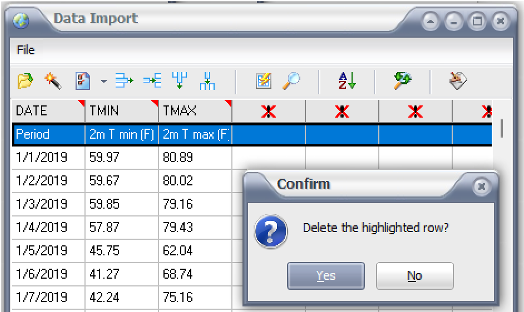 Data Import
File
DATE TMIN TMAX
Period 2m T min (F) 2m T max (F)
1/1/2019 59.97 80.89
1/2/2019 59.67 80.02
1/3/2019 59.85 79.16
1/4/2019 57.87 79.43
1/5/2019 45.75 62.04
1/6/2019 41.27 68.74
1/7/2019 42.24 75.16
Confirm
Delete the highlighted row?
Yes No